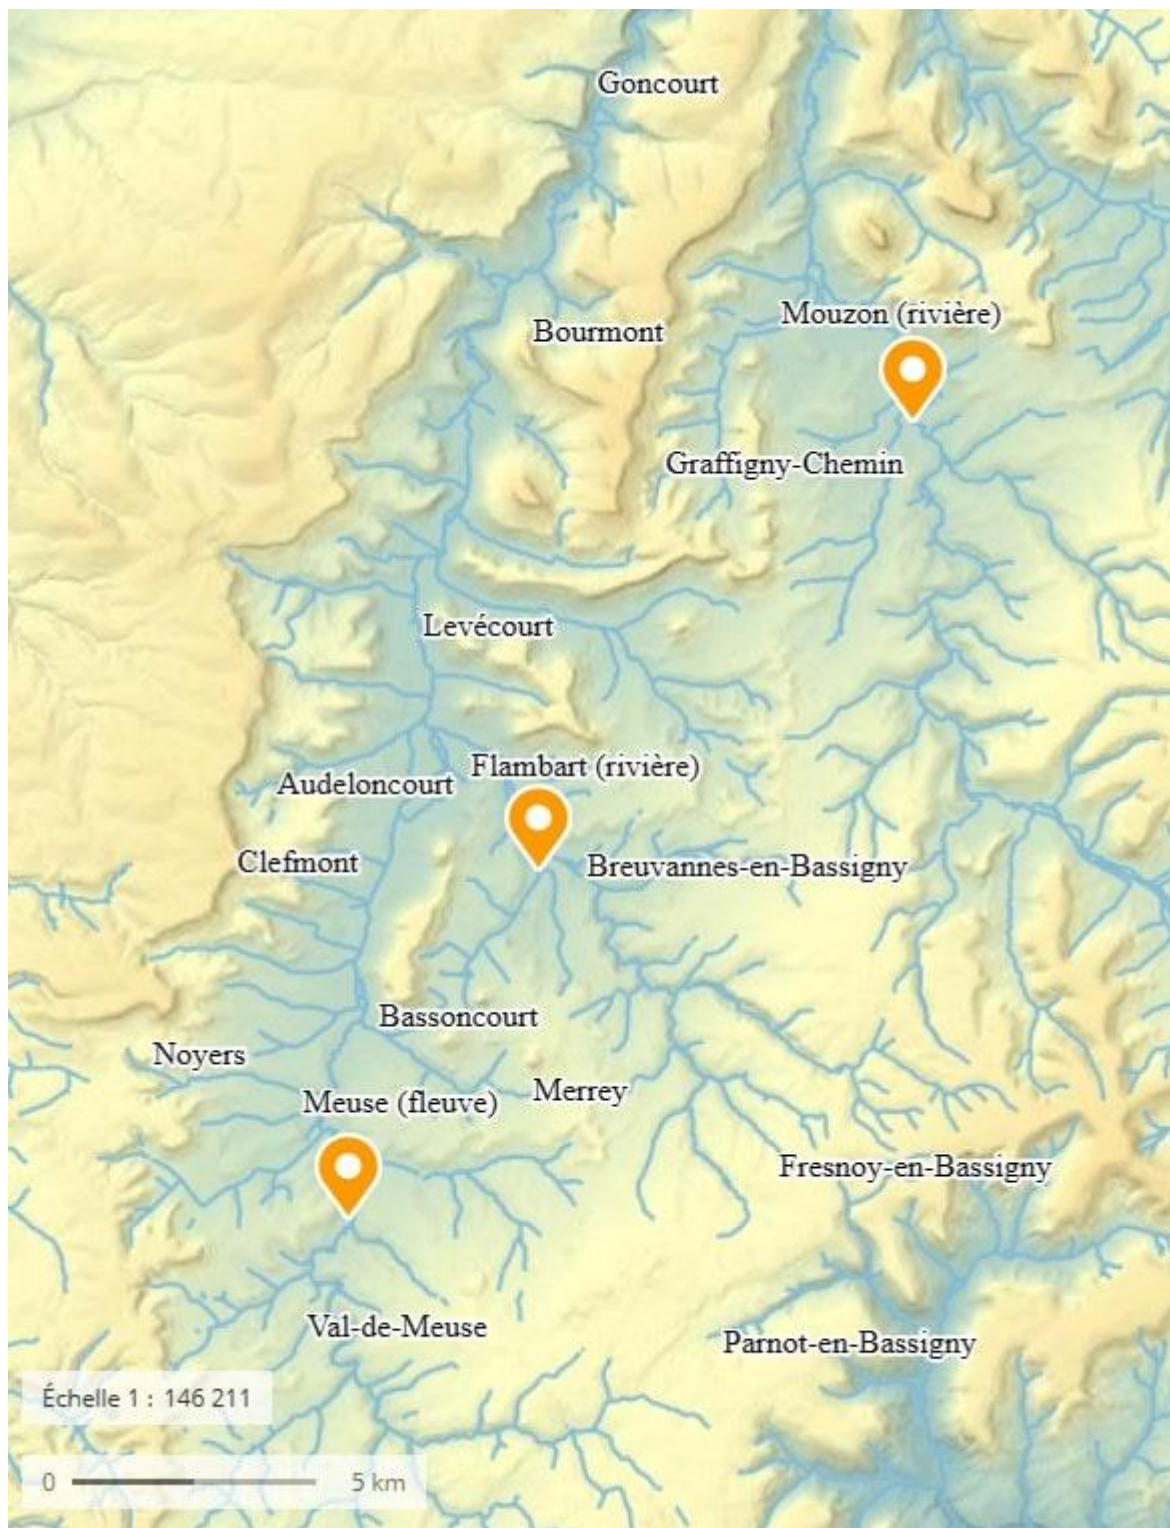 Goncourt
Mouzon (rivière)
Bourmont
Graffigny-Chemin
Levécourt
Flambart (rivière)
Audeloncourt
Clefmont
Breuvannes-en-Bassigny
Bassoncourt
Noyers
Merrey
Meuse (fleuve)
Fresnoy-en-Bassigny
Val-de-Meuse
Parnot-en-Bassigny
Échelle 1 : 146 211
0 5 km